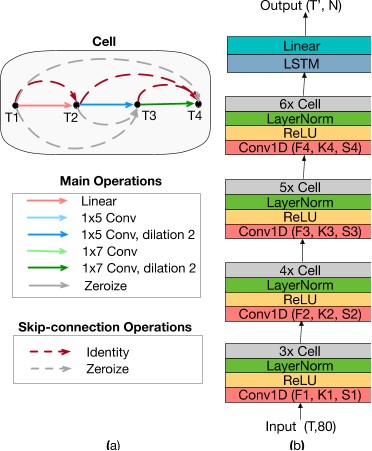 Cell
T1 T2 T3 T4
Main Operations
Linear
1x5 Conv
1x5 Conv, dilation 2
1x7 Conv
1x7 Conv, dilation 2
Zeroize
Skip-connection Operations
Identity
Zeroize
(a)
Output (T', N)
Linear
LSTM
6x Cell
LayerNorm
ReLU
Conv1D (F4, K4, S4)
5x Cell
LayerNorm
ReLU
Conv1D (F3, K3, S3)
4x Cell
LayerNorm
ReLU
Conv1D (F2, K2, S2)
3x Cell
LayerNorm
ReLU
Conv1D (F1, K1, S1)
Input (T,80)
(b)